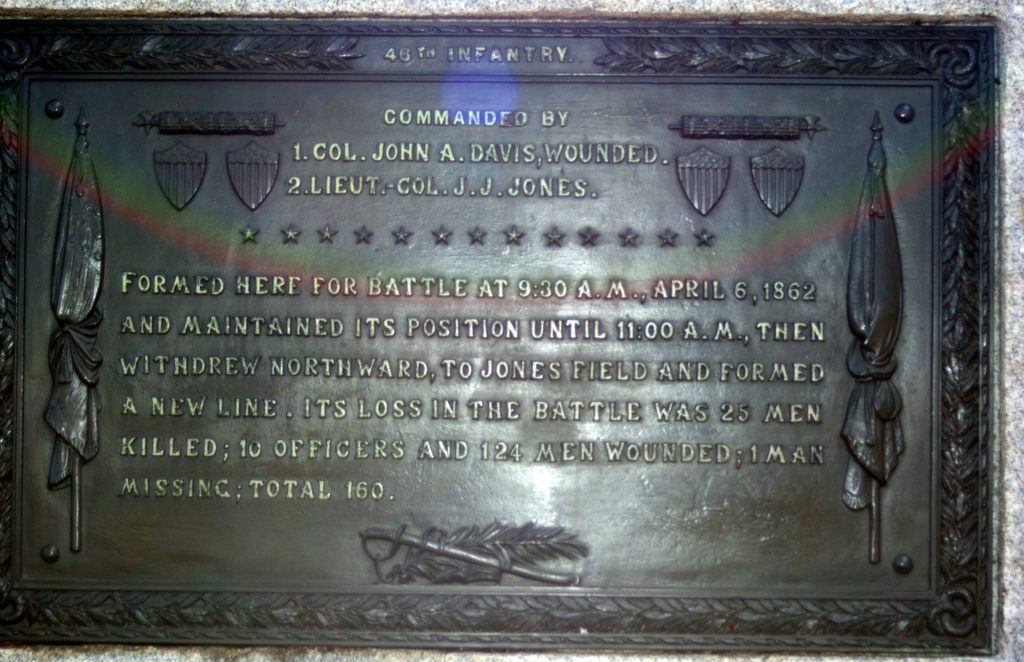 46TH INFANTRY.
COMMANDED BY
1. COL. JOHN A. DAVIS, WOUNDED.
2. LIEUT.-COL. J. J. JONES.
FORMED HERE FOR BATTLE AT 9:30 A.M., APRIL 6, 1862
AND MAINTAINED ITS POSITION UNTIL 11:00 A.M., THEN
WITHDREW NORTHWARD, TO JONES FIELD AND FORMED
A NEW LINE. ITS LOSS IN THE BATTLE WAS 25 MEN
KILLED; 10 OFFICERS AND 124 MEN WOUNDED; 1 MAN
MISSING; TOTAL 160.